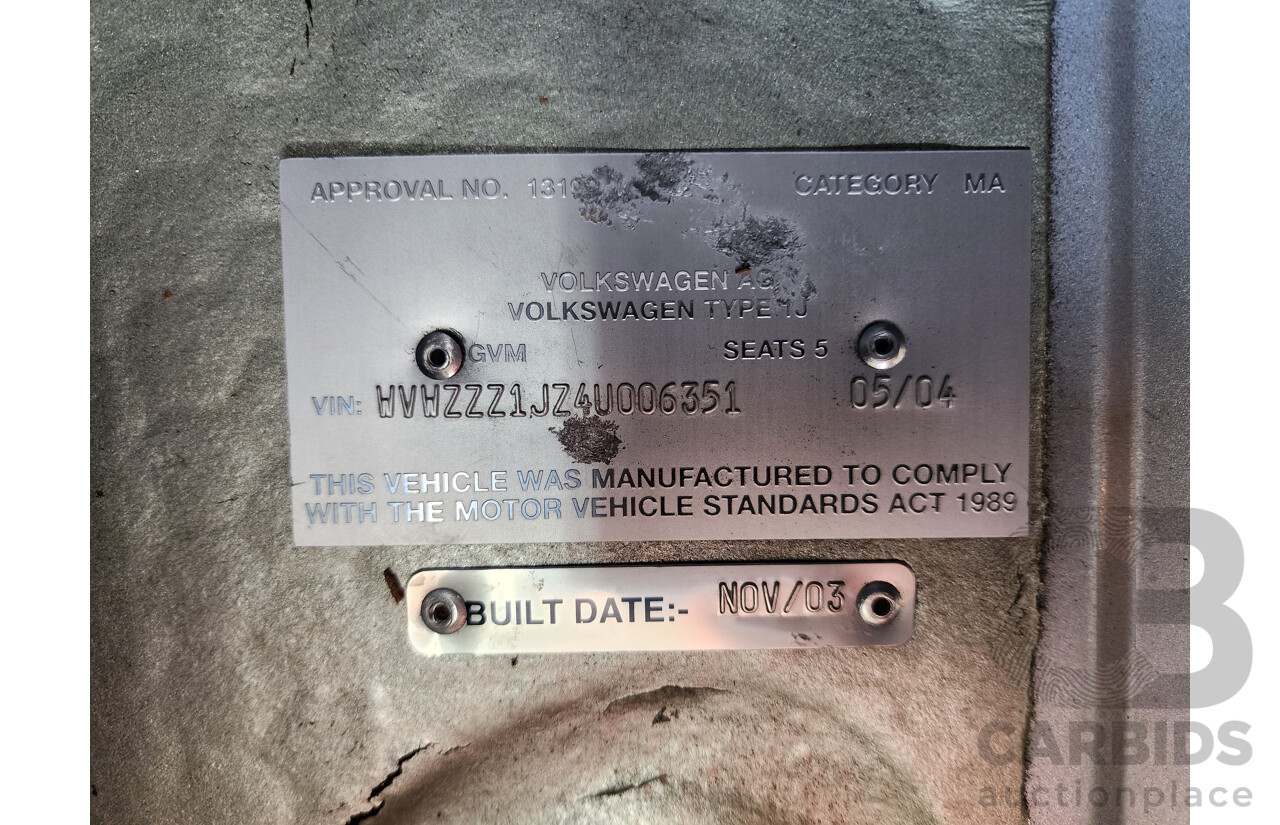 APPROVAL NO. CATEGORY MA
VOLKSWAGEN AG
VOLKSWAGEN TYPE 1J
GVM SEATS 5
VIN: WVWZZZ1JZ4U006351 05/04
THIS VEHICLE WAS MANUFACTURED TO COMPLY
WITH THE MOTOR VEHICLE STANDARDS ACT 1989
BUILT DATE:- NOV/03
CARBIDS
auctionplace